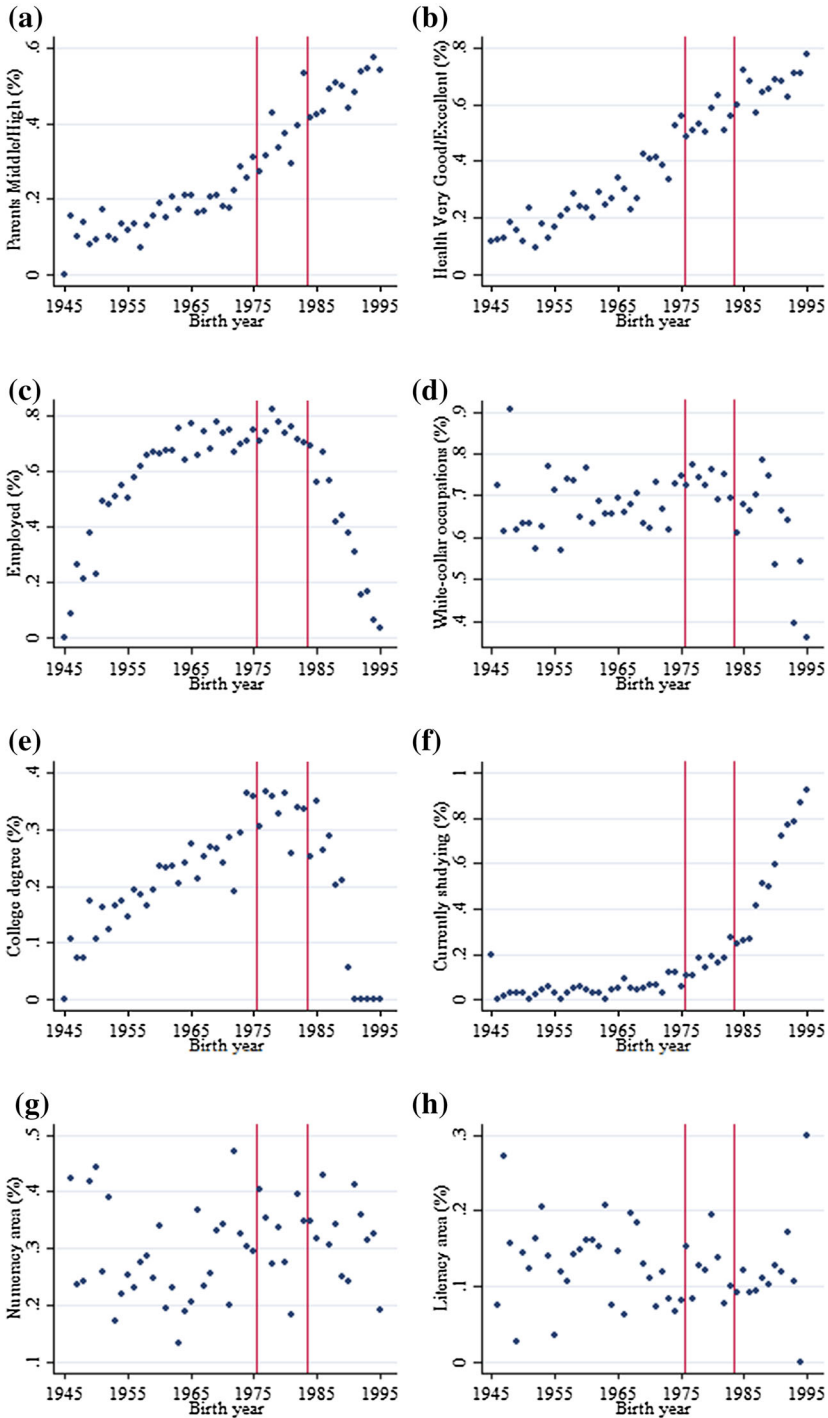 (a)
Parents Middle/High (%)
0 .2 .4 .6
1945 1955 1965 1975 1985 1995
Birth year
(b)
Health Very Good/Excellent (%)
0 .2 .4 .6 .8
1945 1955 1965 1975 1985 1995
Birth year
(c)
Employed (%)
0 .2 .4 .6 .8
1945 1955 1965 1975 1985 1995
Birth year
(d)
White-collar occupations (%)
.4 .5 .6 .7 .8 .9
1945 1955 1965 1975 1985 1995
Birth year
(e)
College degree (%)
0 .1 .2 .3 .4
1945 1955 1965 1975 1985 1995
Birth year
(f)
Currently studying (%)
0 .2 .4 .6 .8 1
1945 1955 1965 1975 1985 1995
Birth year
(g)
Numeracy area (%)
.1 .2 .3 .4 .5
1945 1955 1965 1975 1985 1995
Birth year
(h)
Literacy area (%)
0 .1 .2 .3
1945 1955 1965 1975 1985 1995
Birth year